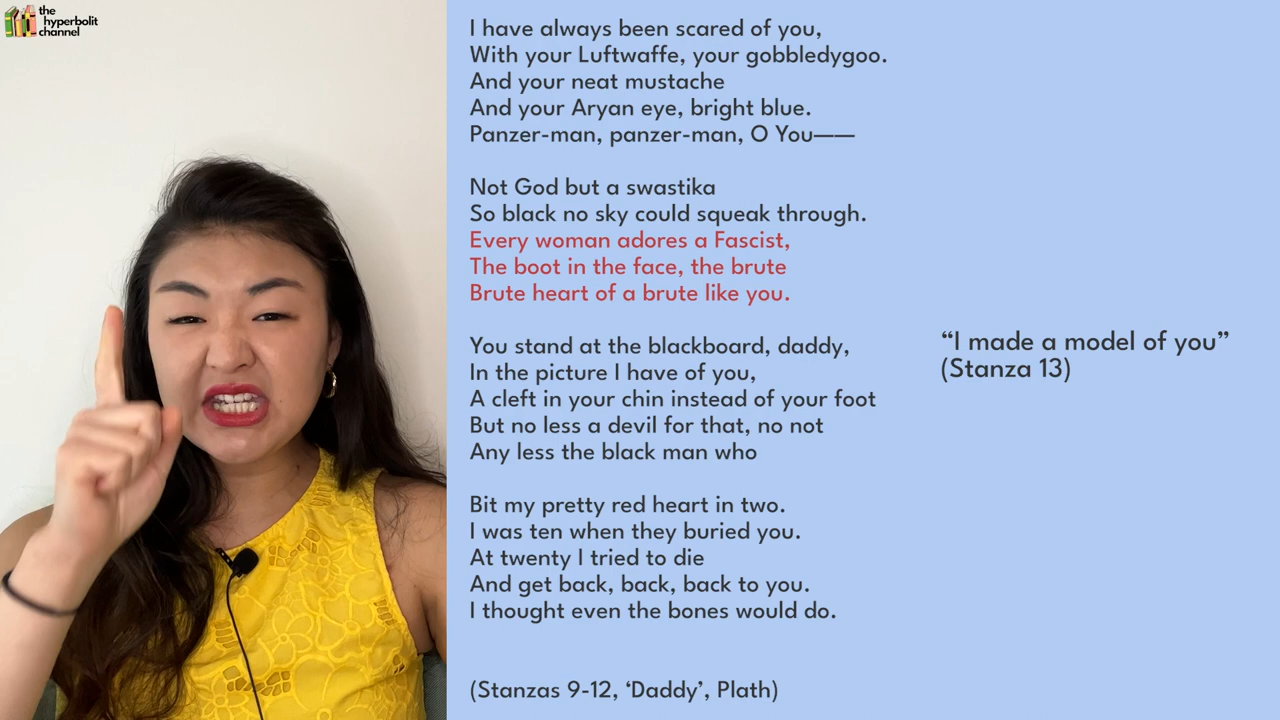 the
hyperbolit
channel
I have always been scared of you,
With your Luftwaffe, your gobbledygoo.
And your neat mustache
And your Aryan eye, bright blue.
Panzer-man, panzer-man, O You——
Not God but a swastika
So black no sky could squeak through.
Every woman adores a Fascist,
The boot in the face, the brute
Brute heart of a brute like you.
You stand at the blackboard, daddy,
In the picture I have of you,
A cleft in your chin instead of your foot
But no less a devil for that, no not
Any less the black man who
Bit my pretty red heart in two.
I was ten when they buried you.
At twenty I tried to die
And get back, back, back to you.
I thought even the bones would do.
(Stanzas 9-12, ‘Daddy’, Plath)
“I made a model of you”
(Stanza 13)